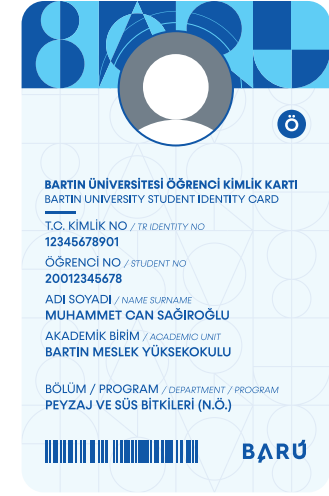 BARU
Ö
BARTIN ÜNİVERSİTESİ ÖĞRENCİ KİMLİK KARTI
BARTIN UNIVERSITY STUDENT IDENTITY CARD
T.C. KİMLİK NO / TR IDENTITY NO
12345678901
ÖĞRENCİ NO / STUDENT NO
20012345678
ADI SOYADI / NAME SURNAME
MUHAMMET CAN SAĞIROĞLU
AKADEMİK BİRİM / ACADEMIC UNIT
BARTIN MESLEK YÜKSEKOKULU
BÖLÜM / PROGRAM / DEPARTMENT / PROGRAM
PEYZAJ VE SÜS BİTKİLERİ (N.Ö.)
BARÚ